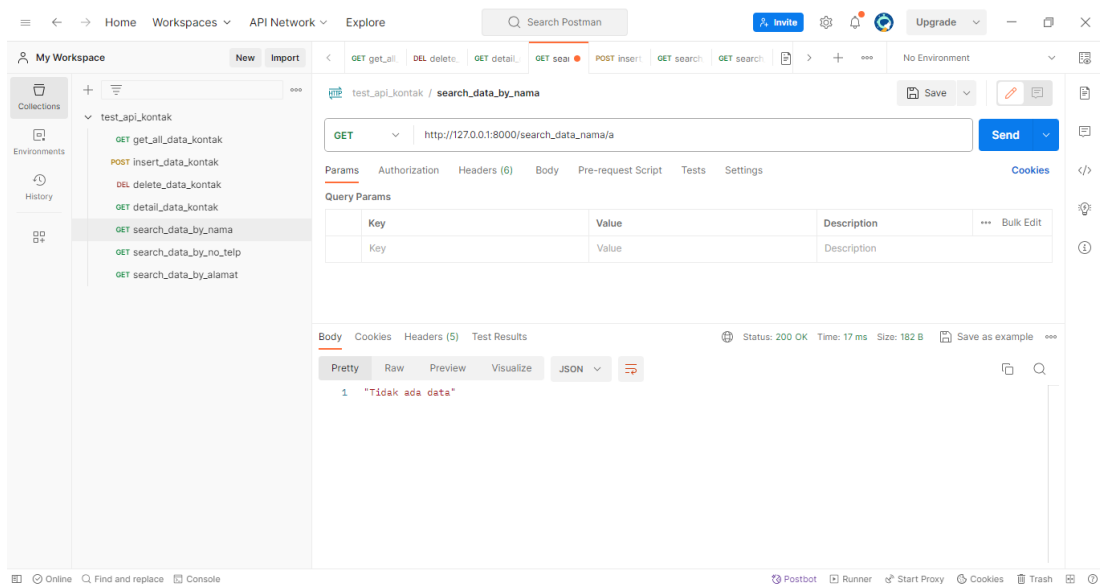 Home Workspaces API Network Explore Search Postman Invite Upgrade
My Workspace New Import GET get_all DEL delete_ GET detail_ GET sear POST insert GET search GET search No Environment
Collections
Environments
History
test_api_kontak
GET get_all_data_kontak
POST insert_data_kontak
DEL delete_data_kontak
GET detail_data_kontak
GET search_data_by_nama
GET search_data_by_no_telp
GET search_data_by_alamat
HTTP test_api_kontak / search_data_by_nama Save
GET http://127.0.0.1:8000/search_data_nama/a Send
Params Authorization Headers (6) Body Pre-request Script Tests Settings Cookies
Query Params
Key Value Description Bulk Edit
Key Value Description
Body Cookies Headers (5) Test Results Status: 200 OK Time: 17 ms Size: 182 B Save as example
Pretty Raw Preview Visualize JSON
1 "Tidak ada data"
Online Find and replace Console Postbot Runner Start Proxy Cookies Trash